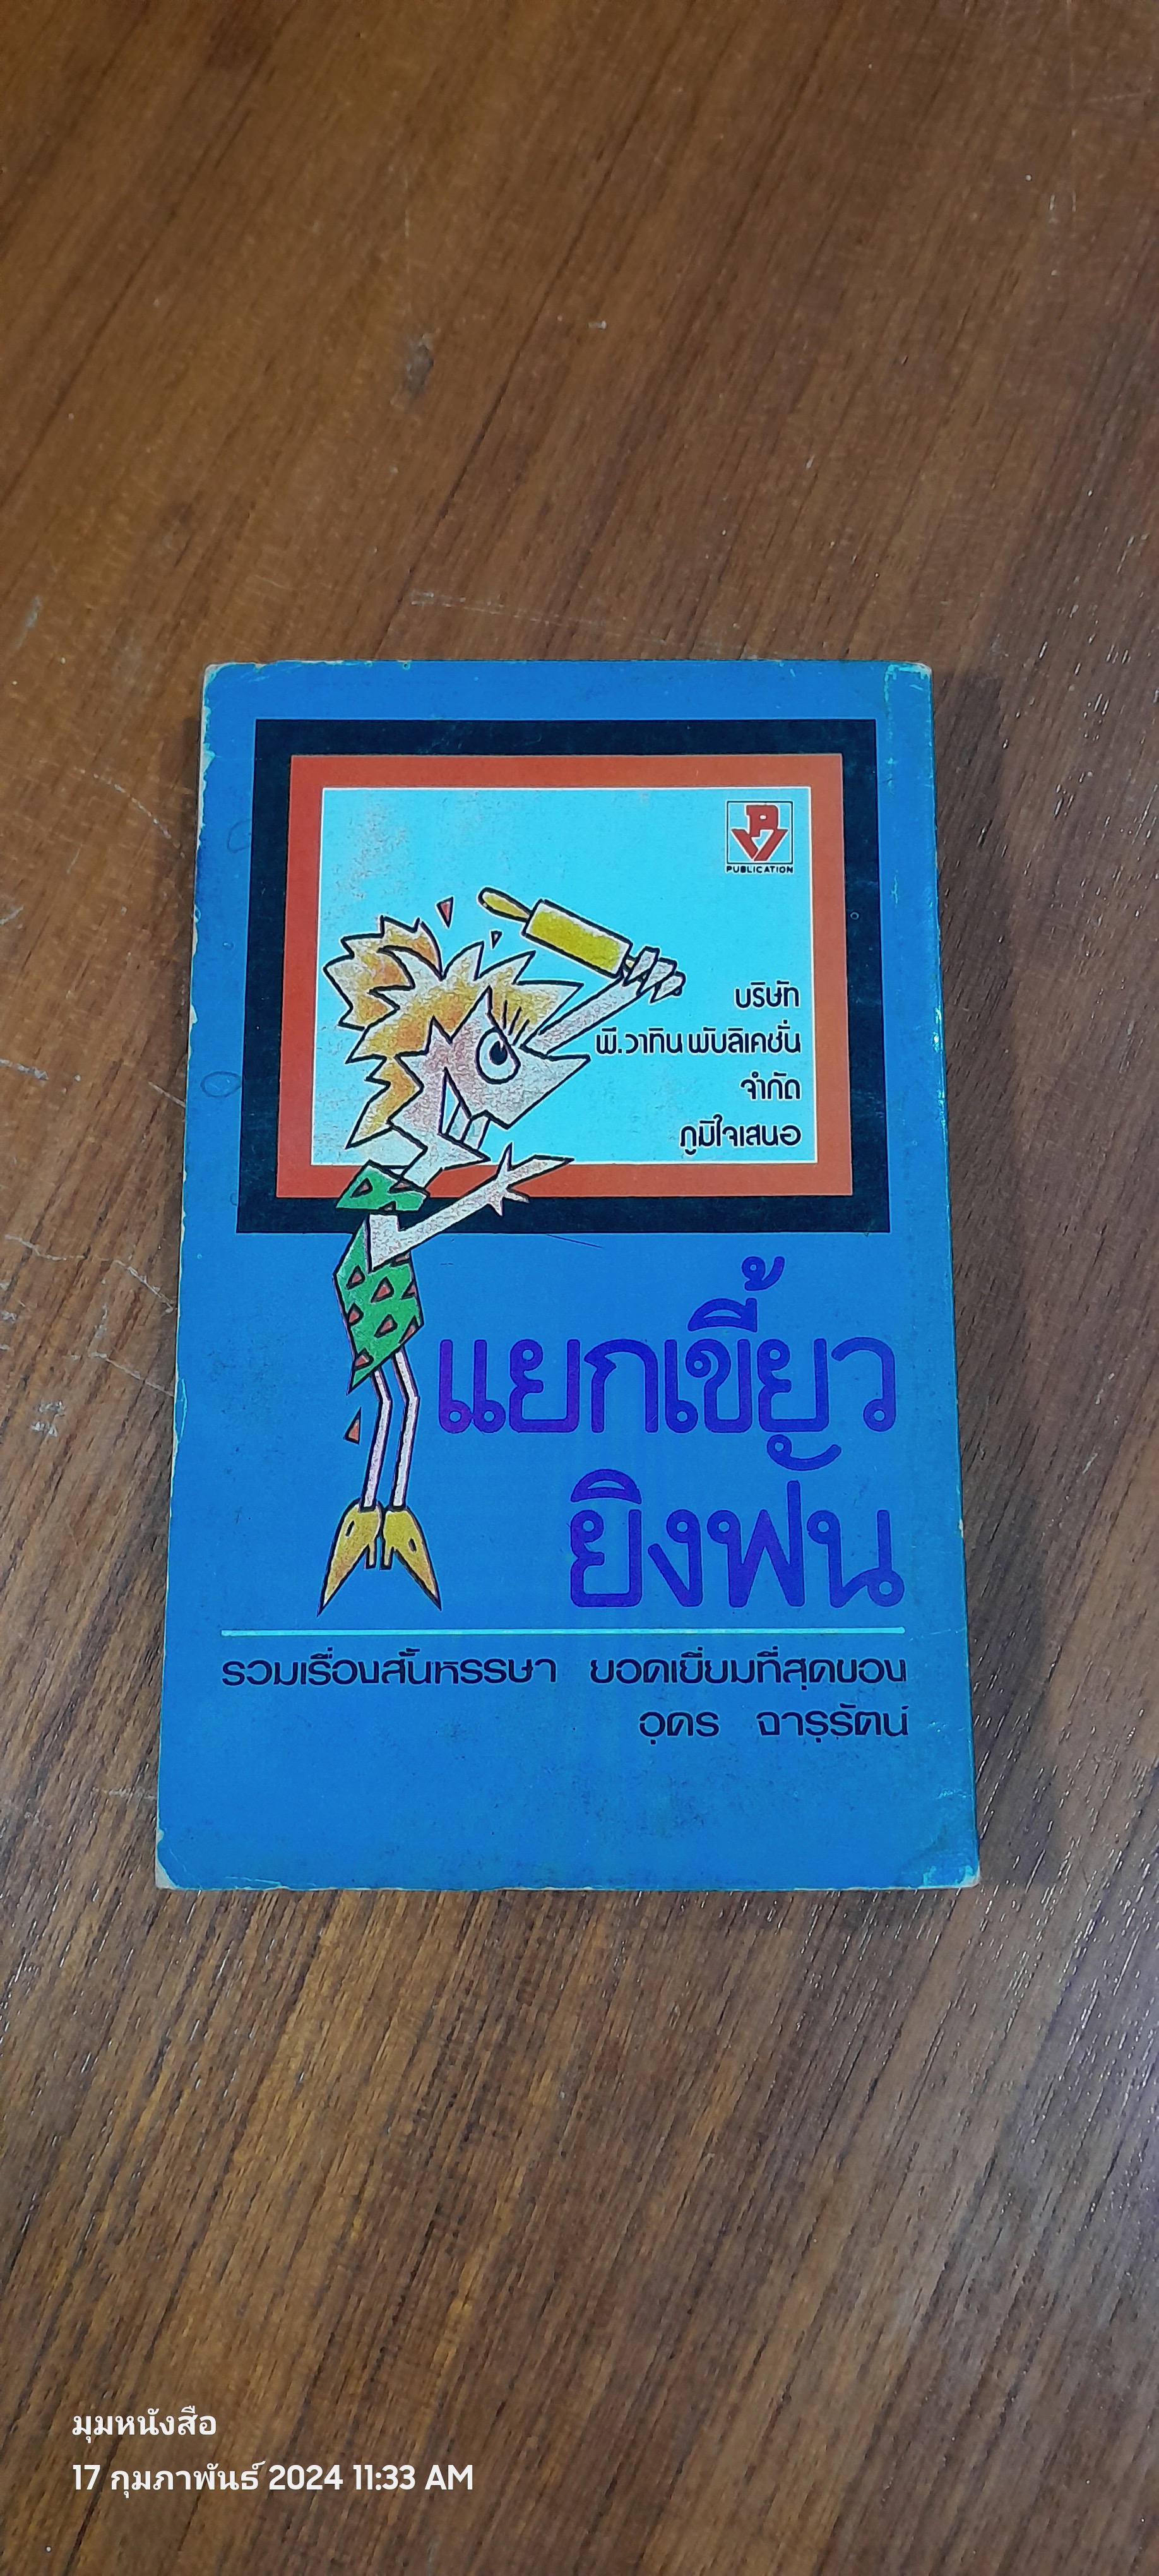 PV
PUBLICATION
บริษัท
พี.วาทิน พับลิเคชั่น
จำกัด
ภูมิใจเสนอ
แยกเขี้ยว
ยิงฟัน
รวมเรื่องสั้นหรรษา ยอดเยี่ยมที่สุดของ
อุดร จารุรัตน์
มุมหนังสือ
17 กุมภาพันธ์ 2024 11:33 AM